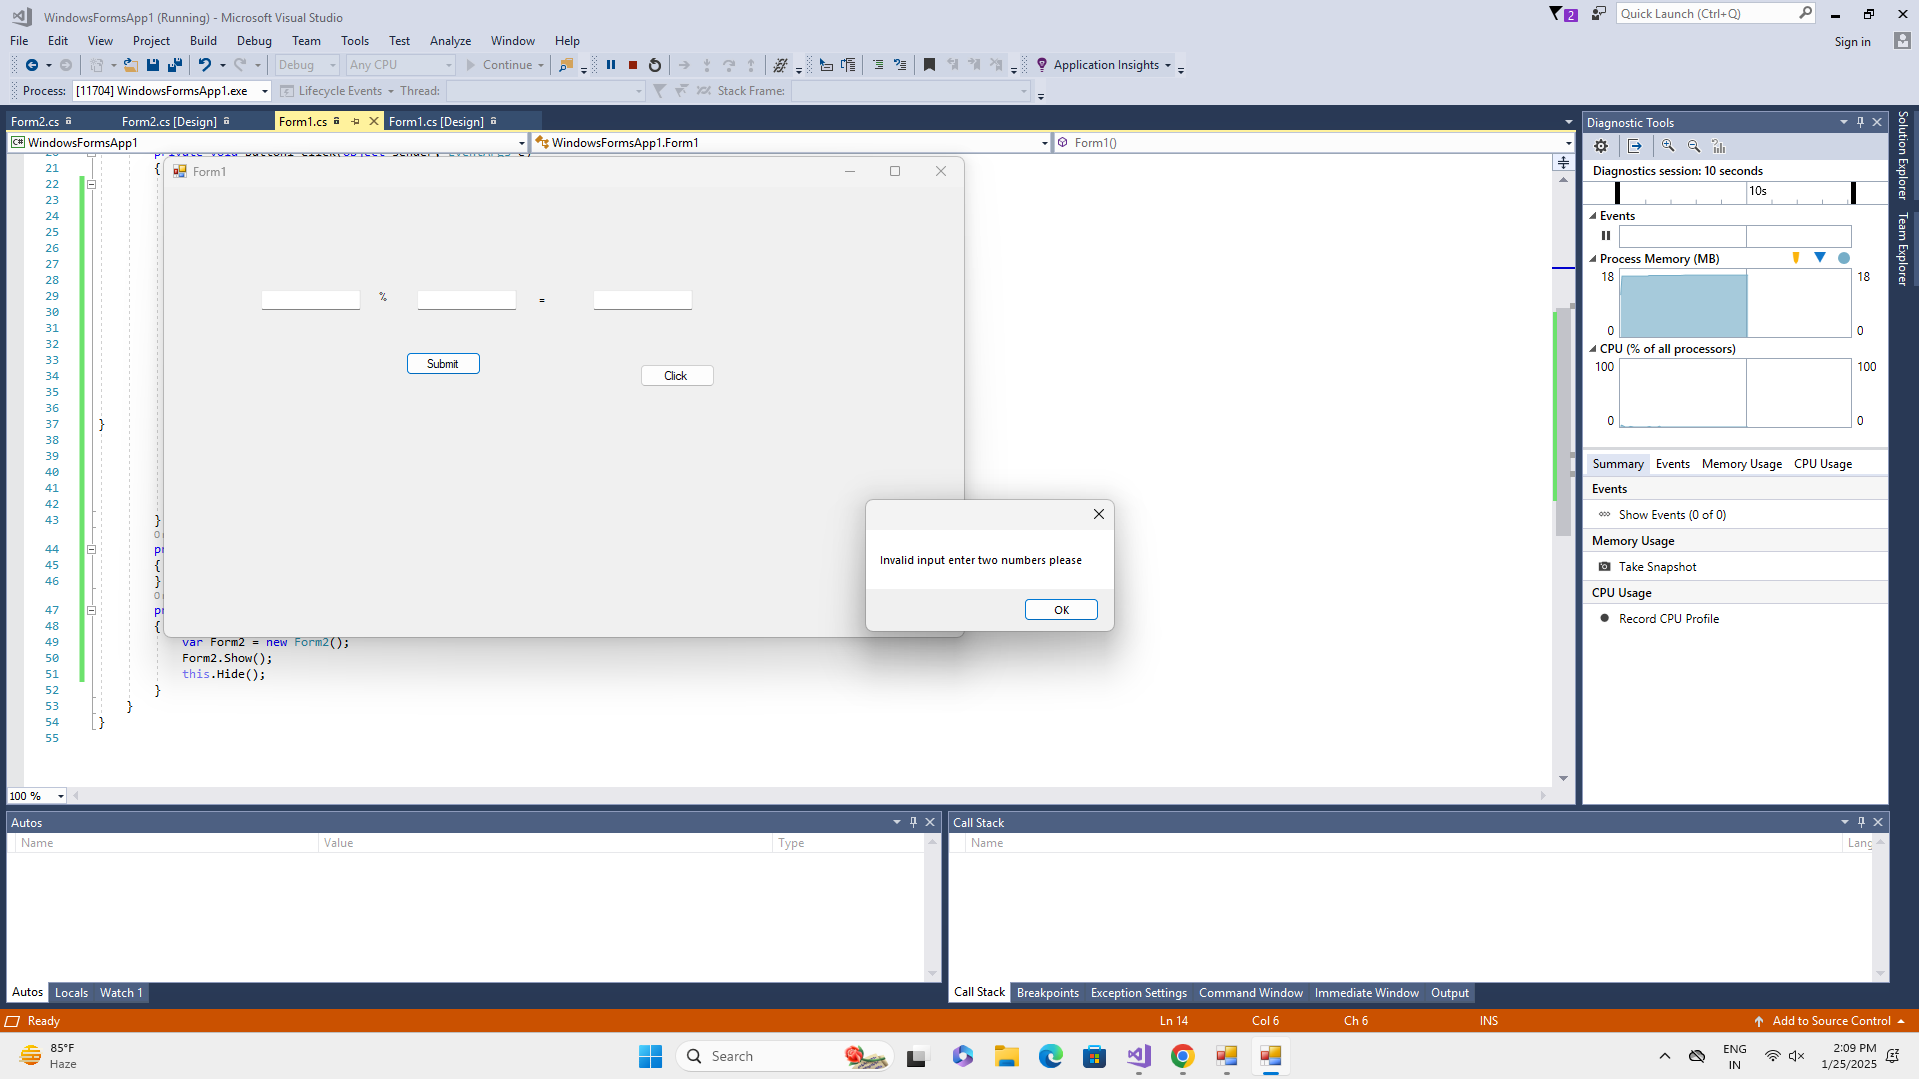 WindowsFormsApp1 (Running) - Microsoft Visual Studio
2
Quick Launch (Ctrl+Q)
File Edit View Project Build Debug Team Tools Test Analyze Window Help
Sign in
Debug Any CPU Continue Application Insights
Process: [11704] WindowsFormsApp1.exe Lifecycle Events Thread: Stack Frame:
Form2.cs Form2.cs [Design] Form1.cs Form1.cs [Design]
C# WindowsFormsApp1 WindowsFormsApp1.Form1 Form1()
21 {
22
23
24
25
26
27
28
29
30
31
32
33
34
35
36
37 }
38
39
40
41
42
43 }
44 pr
45 {
46 }
47 pr
48 {
49 var Form2 = new Form2();
50 Form2.Show();
51 this.Hide();
52 }
53 }
54 }
55
Form1
% =
Submit
Click
Invalid input enter two numbers please
OK
100 %
Diagnostic Tools
Diagnostics session: 10 seconds
10s
Events
Process Memory (MB)
18 18
0 0
CPU (% of all processors)
100 100
0 0
Summary Events Memory Usage CPU Usage
Events
Show Events (0 of 0)
Memory Usage
Take Snapshot
CPU Usage
Record CPU Profile
Solution Explorer
Team Explorer
Autos
Name Value Type
Autos Locals Watch 1
Call Stack
Name Lang
Call Stack Breakpoints Exception Settings Command Window Immediate Window Output
Ready Ln 14 Col 6 Ch 6 INS Add to Source Control
85°F
Haze
Search
ENG
IN
2:09 PM
1/25/2025